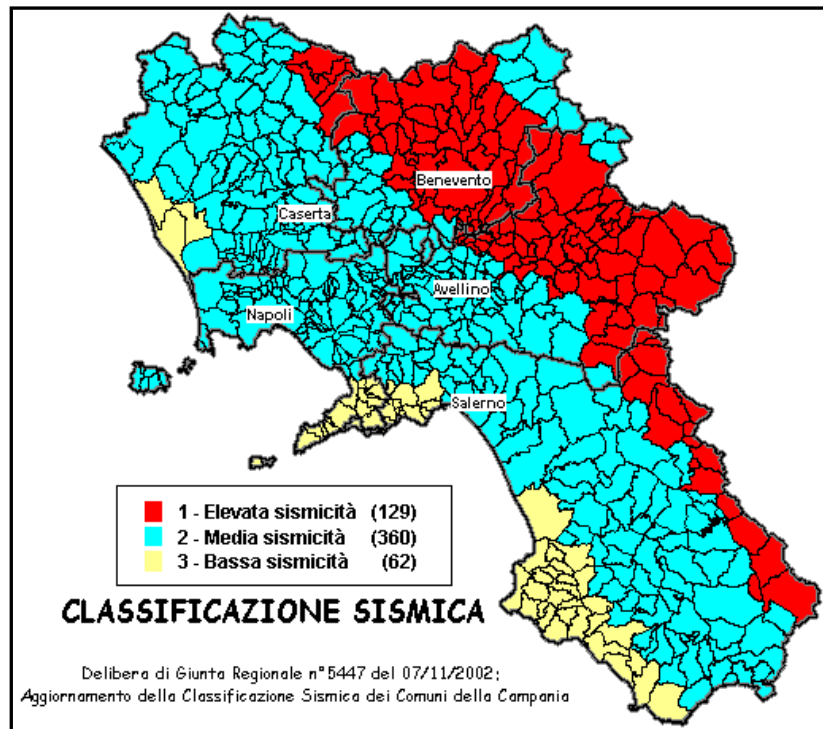 Benevento
Caserta
Avellino
Napoli
Salerno
1 - Elevata sismicità (129)
2 - Media sismicità (360)
3 - Bassa sismicità (62)
CLASSIFICAZIONE SISMICA
Delibera di Giunta Regionale n°5447 del 07/11/2002;
Aggiornamento della Classificazione Sismica dei Comuni della Campania